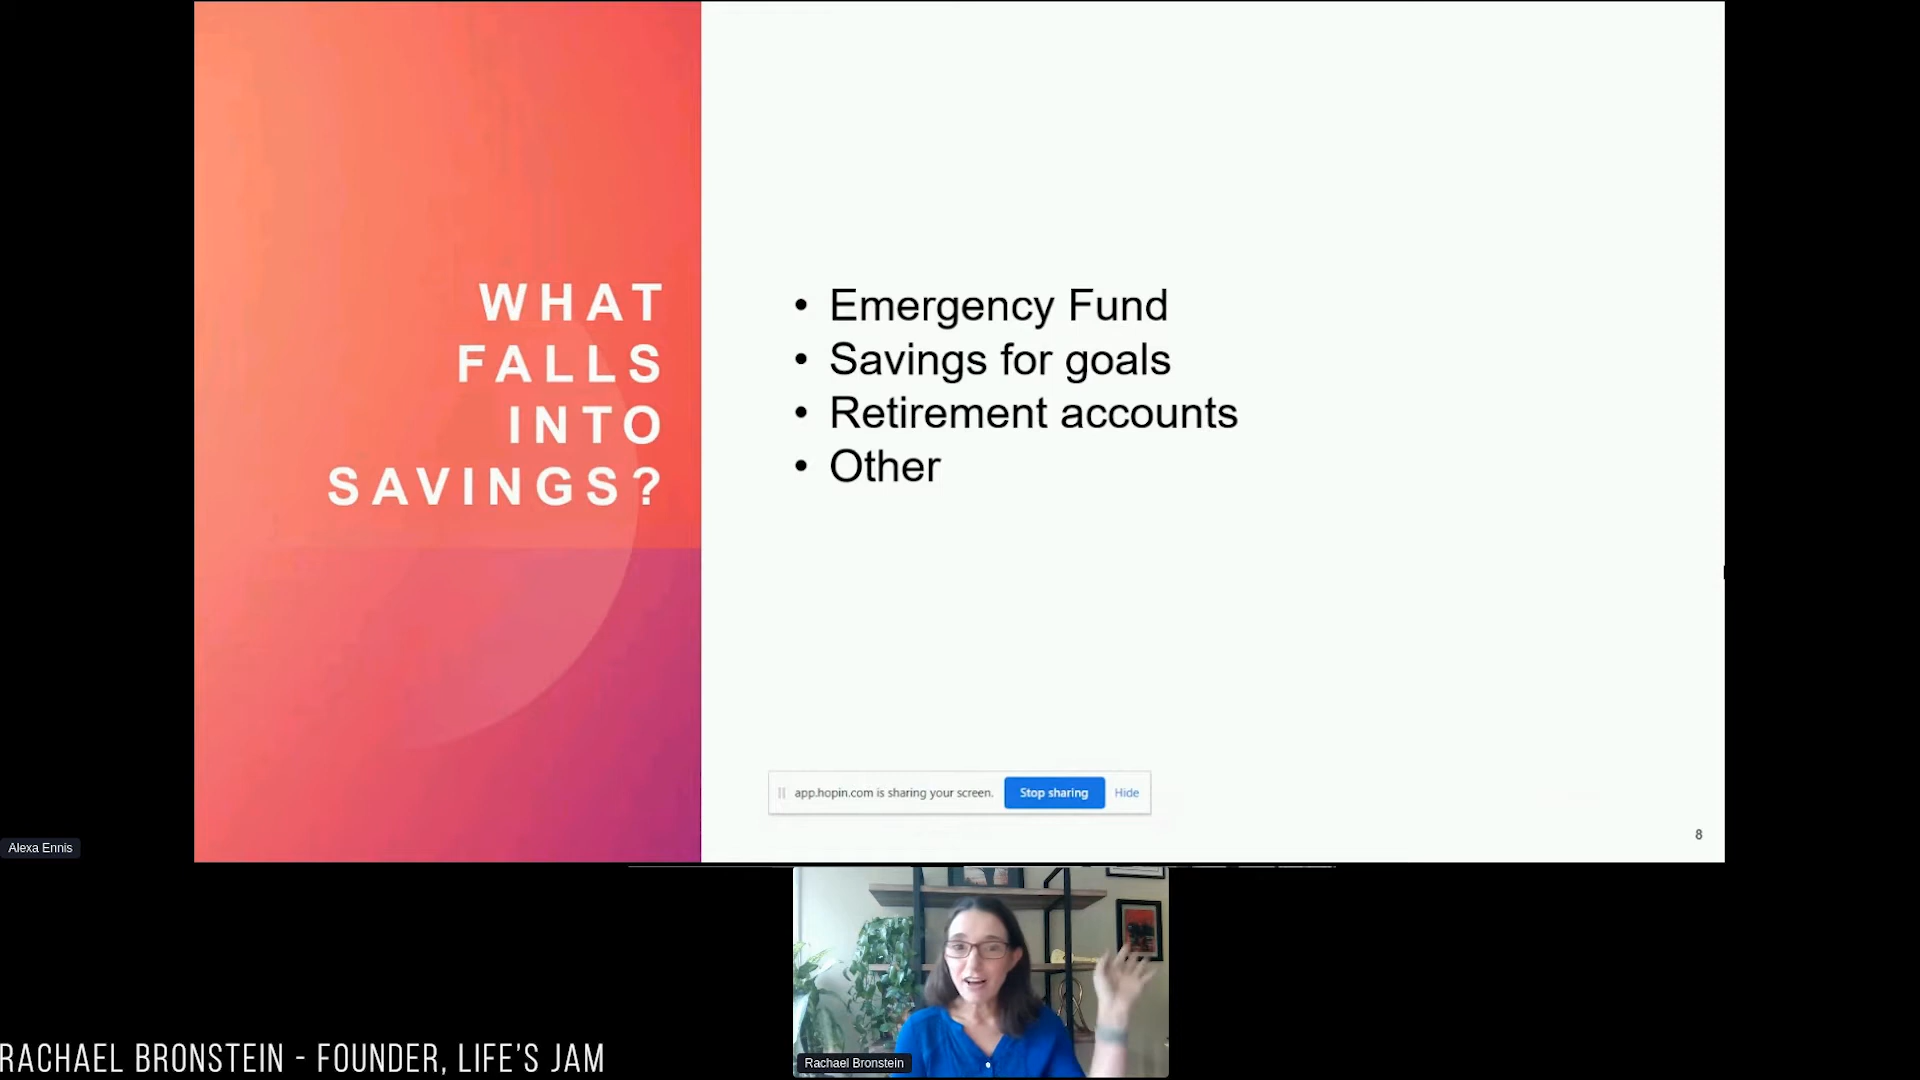 WHAT
FALLS
INTO
SAVINGS?
• Emergency Fund
• Savings for goals
• Retirement accounts
• Other
app.hopin.com is sharing your screen. Stop sharing Hide
8
Alexa Ennis
Rachael Bronstein
RACHAEL BRONSTEIN - FOUNDER, LIFE'S JAM